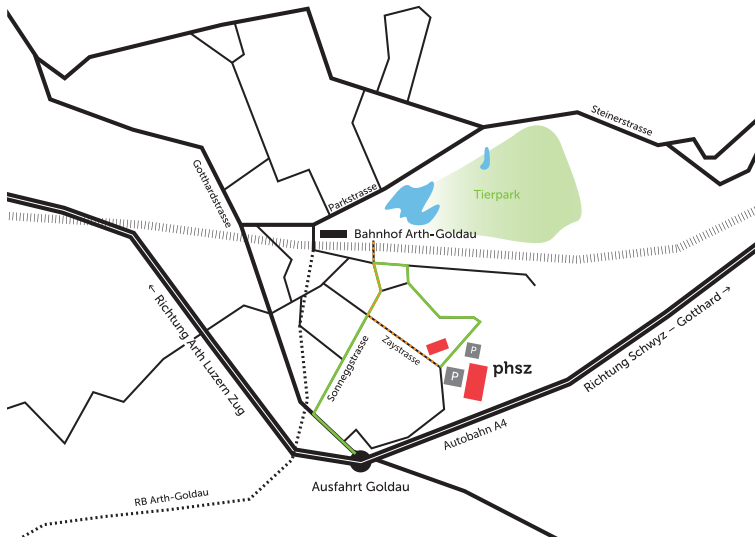 Steinerstrasse
Gotthardstrasse
Parkstrasse
Tierpark
Bahnhof Arth-Goldau
← Richtung Arth Luzern Zug
Richtung Schwyz – Gotthard →
Sonneggstrasse
Zaystrasse
P
P
phsz
Autobahn A4
Ausfahrt Goldau
RB Arth-Goldau